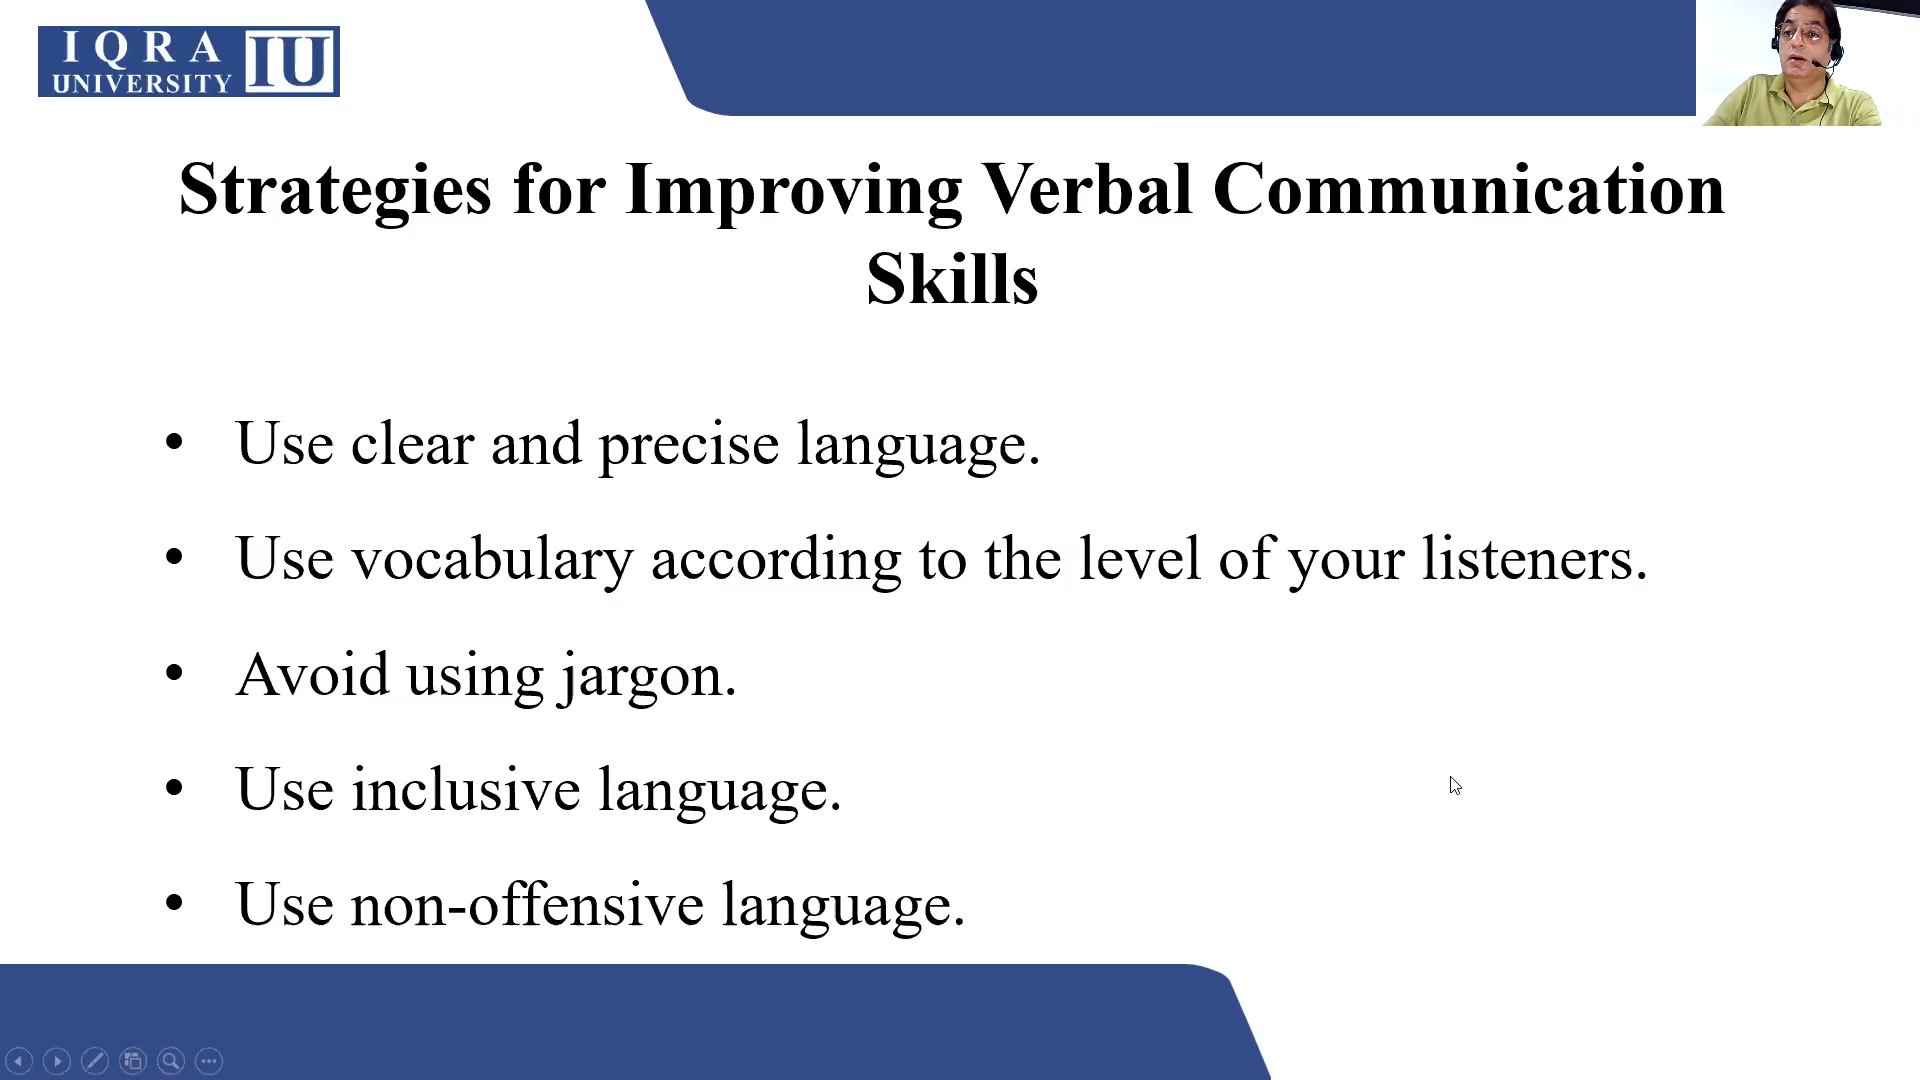 IQRA
UNIVERSITY IU
Strategies for Improving Verbal Communication
Skills
• Use clear and precise language.
• Use vocabulary according to the level of your listeners.
• Avoid using jargon.
• Use inclusive language.
• Use non-offensive language.